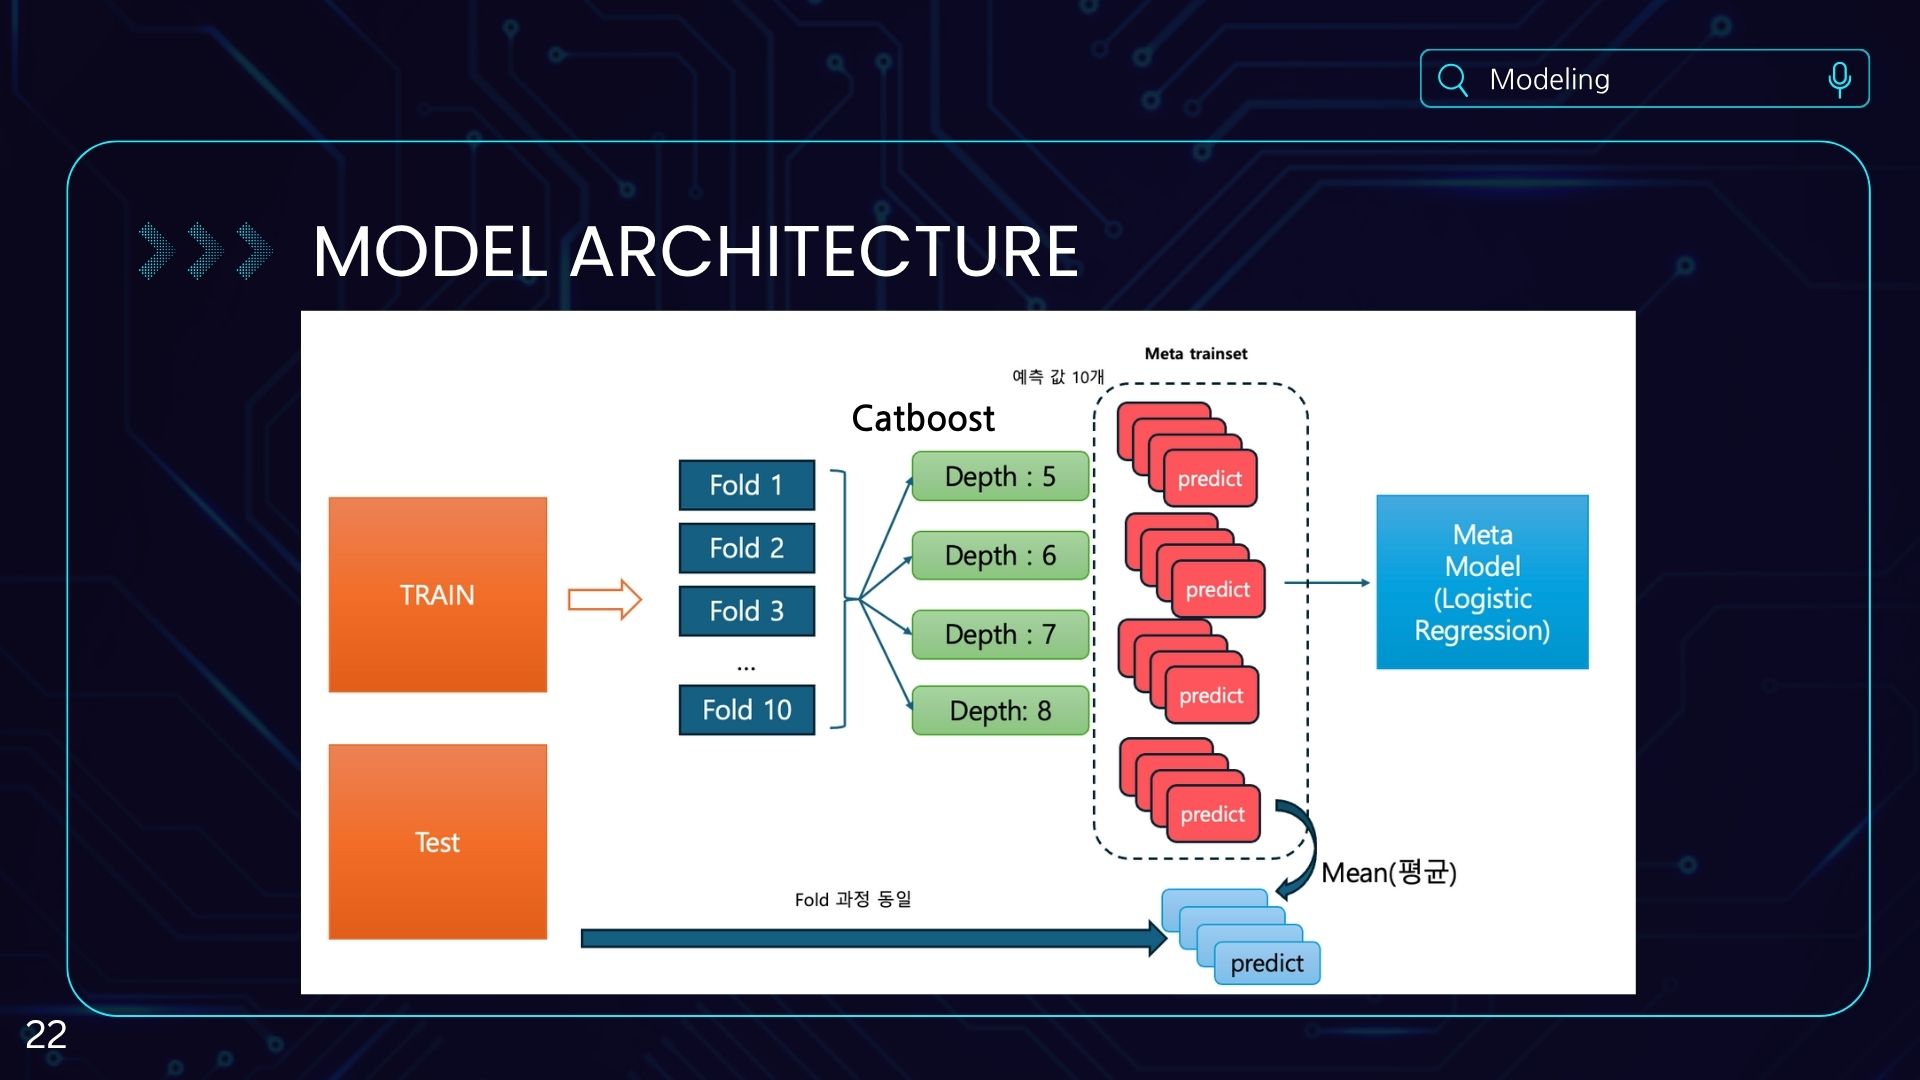 Modeling
MODEL ARCHITECTURE
Meta trainset
예측 값 10개
Catboost
TRAIN
Test
Fold 1
Fold 2
Fold 3
...
Fold 10
Depth : 5
Depth : 6
Depth : 7
Depth: 8
predict
predict
predict
predict
Meta
Model
(Logistic
Regression)
Mean(평균)
Fold 과정 동일
predict
22